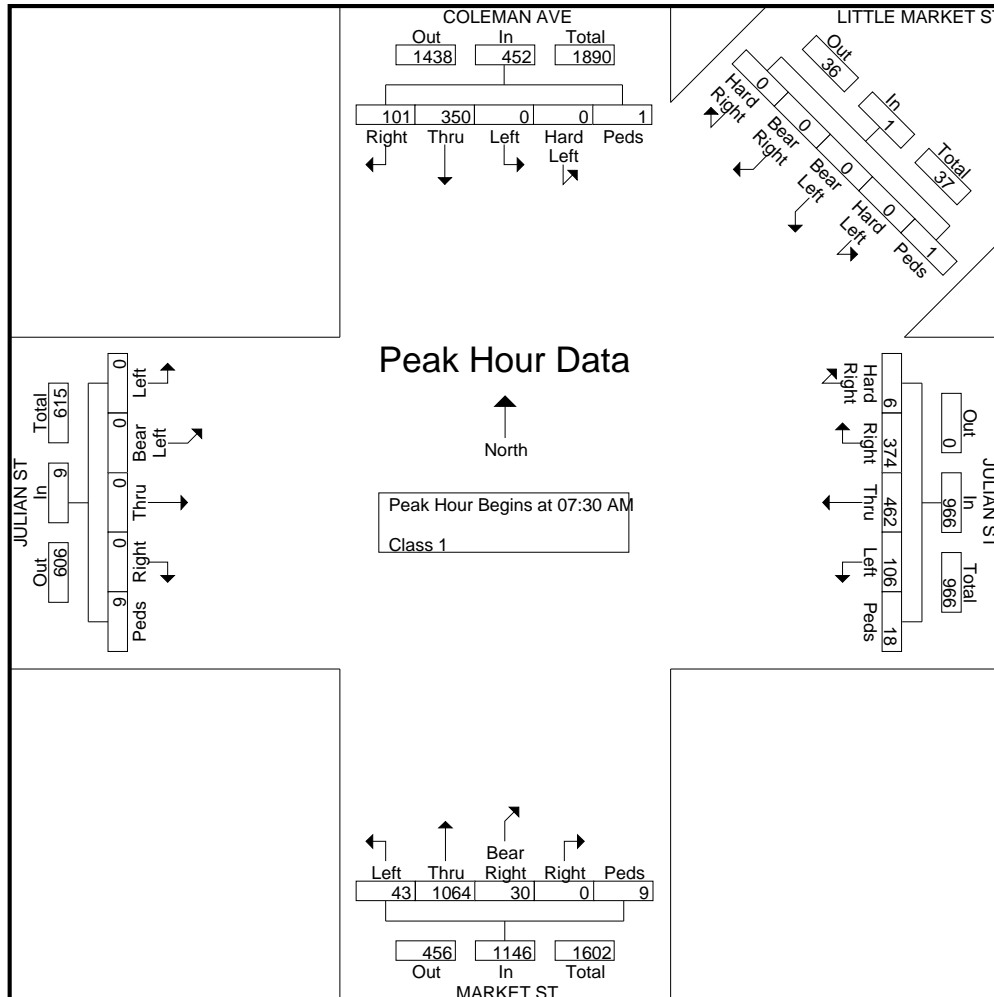 COLEMAN AVE
Out In Total
1438 452 1890
101 350 0 0 1
Right Thru Left Hard Left Peds
LITTLE MARKET ST
Out In Total
36 1 37
0 0 0 0 1
Hard Right Bear Right Bear Left Hard Left Peds
Peak Hour Data
North
Peak Hour Begins at 07:30 AM
Class 1
JULIAN ST
Total In Out
615 9 606
0 0 0 0 9
Left Bear Left Thru Right Peds
JULIAN ST
Out In Total
0 966 966
6 374 462 106 18
Hard Right Right Thru Left Peds
Left Thru Bear Right Right Peds
43 1064 30 0 9
456 1146 1602
Out In Total
MARKET ST